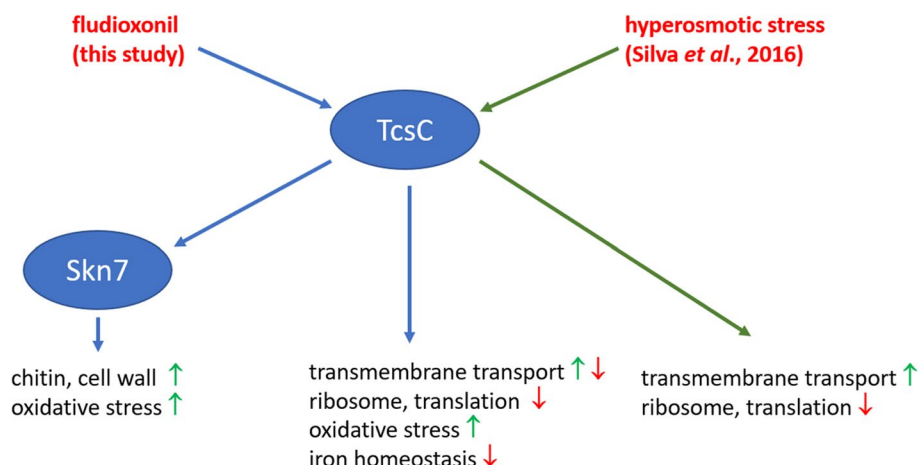 fludioxonil
(this study)
hyperosmotic stress
(Silva et al., 2016)
TcsC
Skn7
chitin, cell wall ↑
oxidative stress ↑
transmembrane transport ↑ ↓
ribosome, translation ↓
oxidative stress ↑
iron homeostasis ↓
transmembrane transport ↑
ribosome, translation ↓